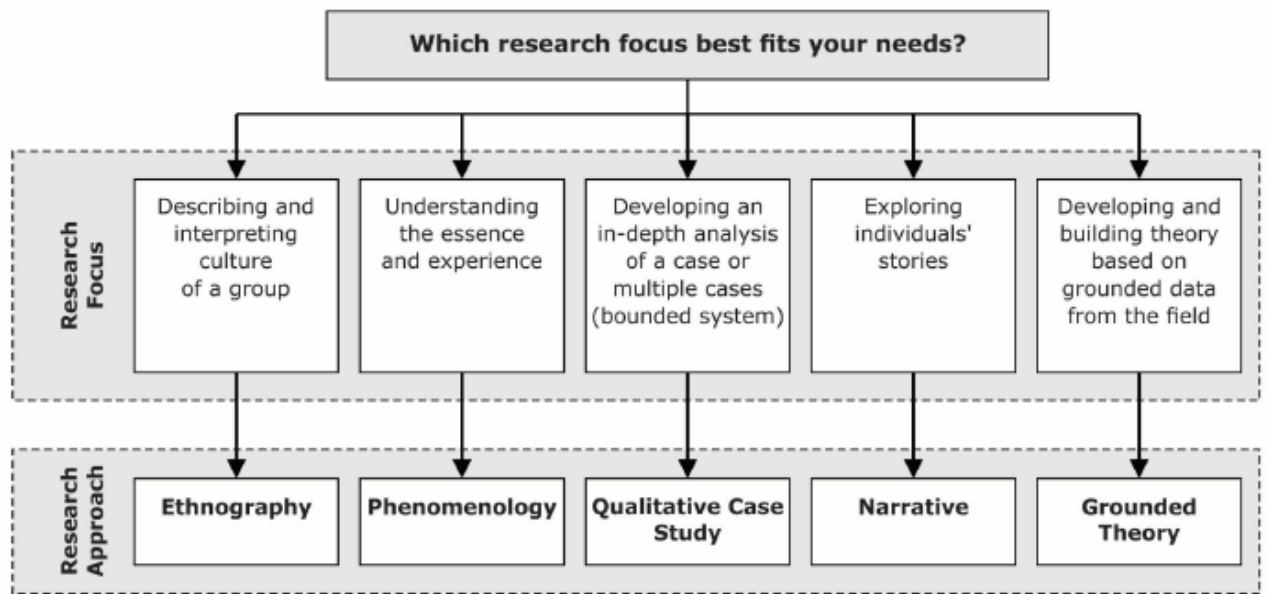 Which research focus best fits your needs?
Research
Focus
Describing and
interpreting
culture
of a group
Understanding
the essence
and experience
Developing an
in-depth analysis
of a case or
multiple cases
(bounded system)
Exploring
individuals'
stories
Developing and
building theory
based on
grounded data
from the field
Research
Approach
Ethnography
Phenomenology
Qualitative Case
Study
Narrative
Grounded
Theory